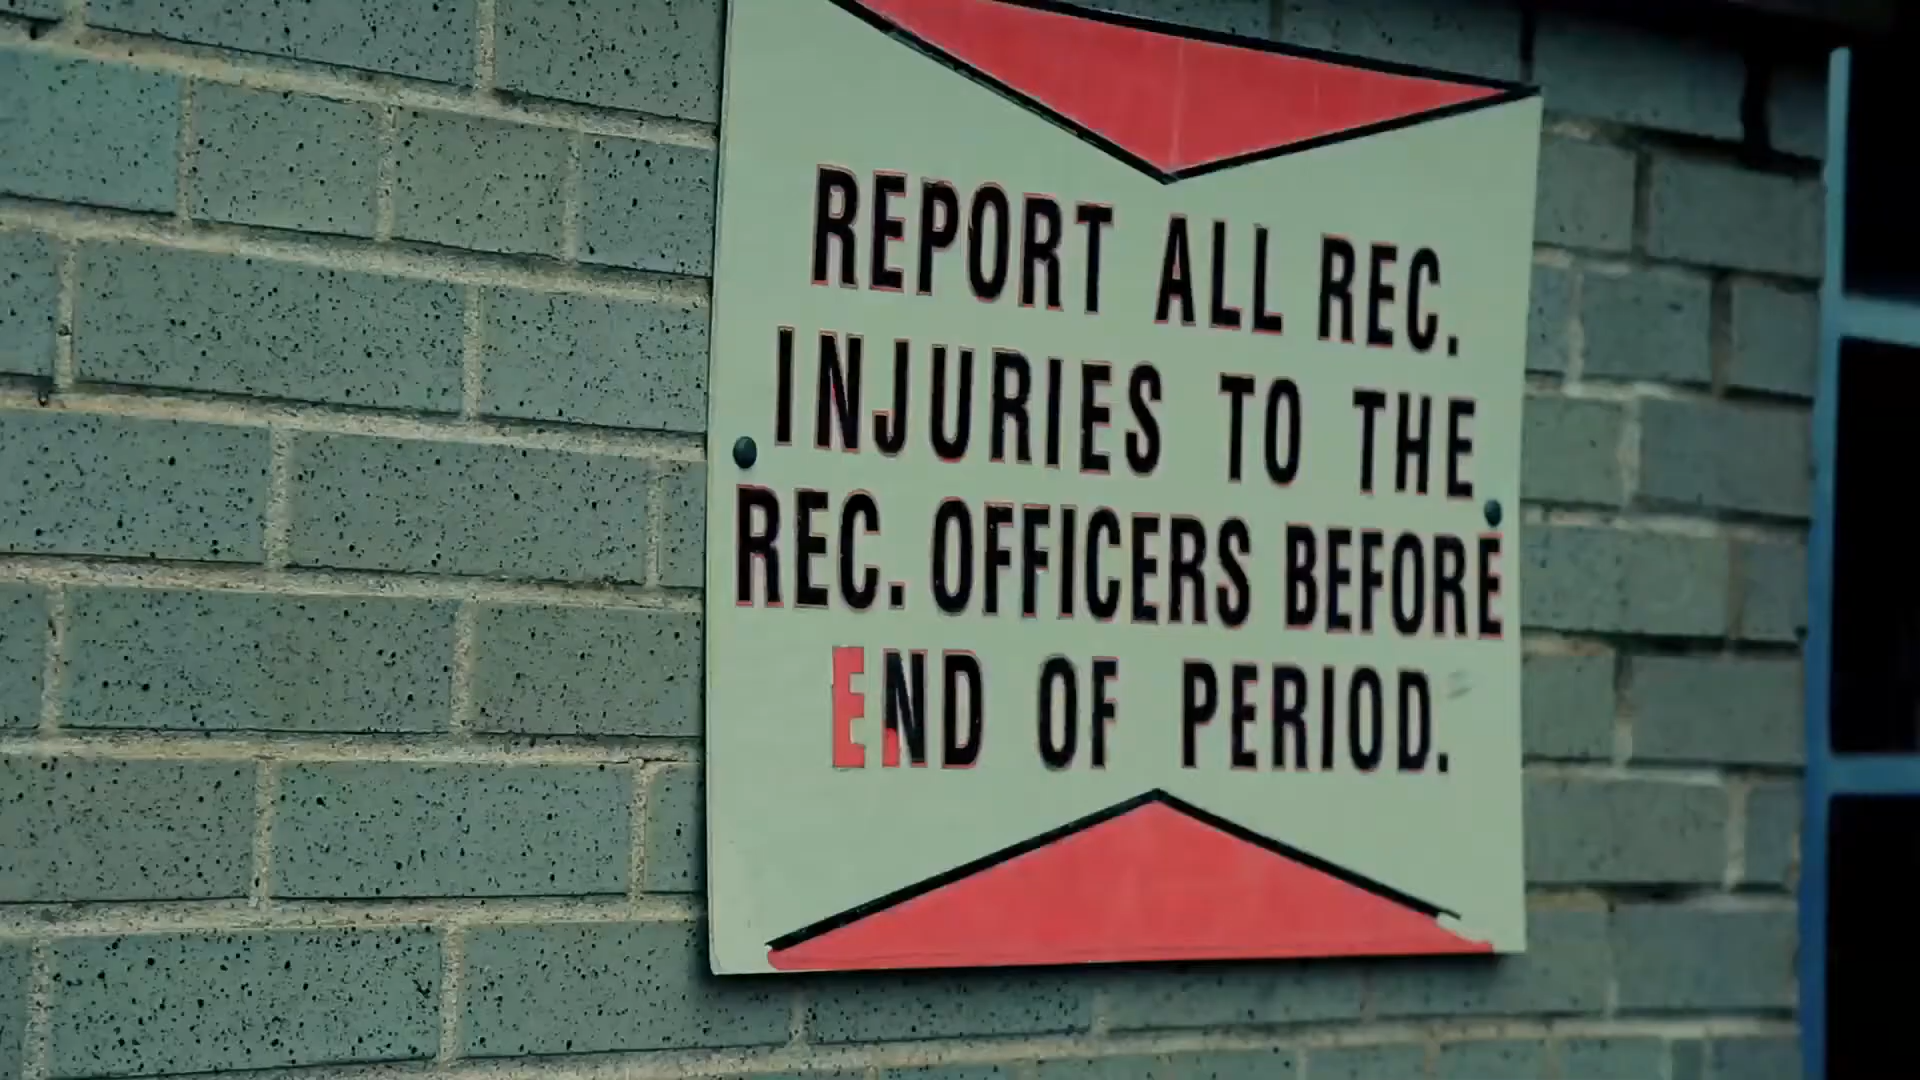 REPORT ALL REC.
INJURIES TO THE
REC. OFFICERS BEFORE
END OF PERIOD.